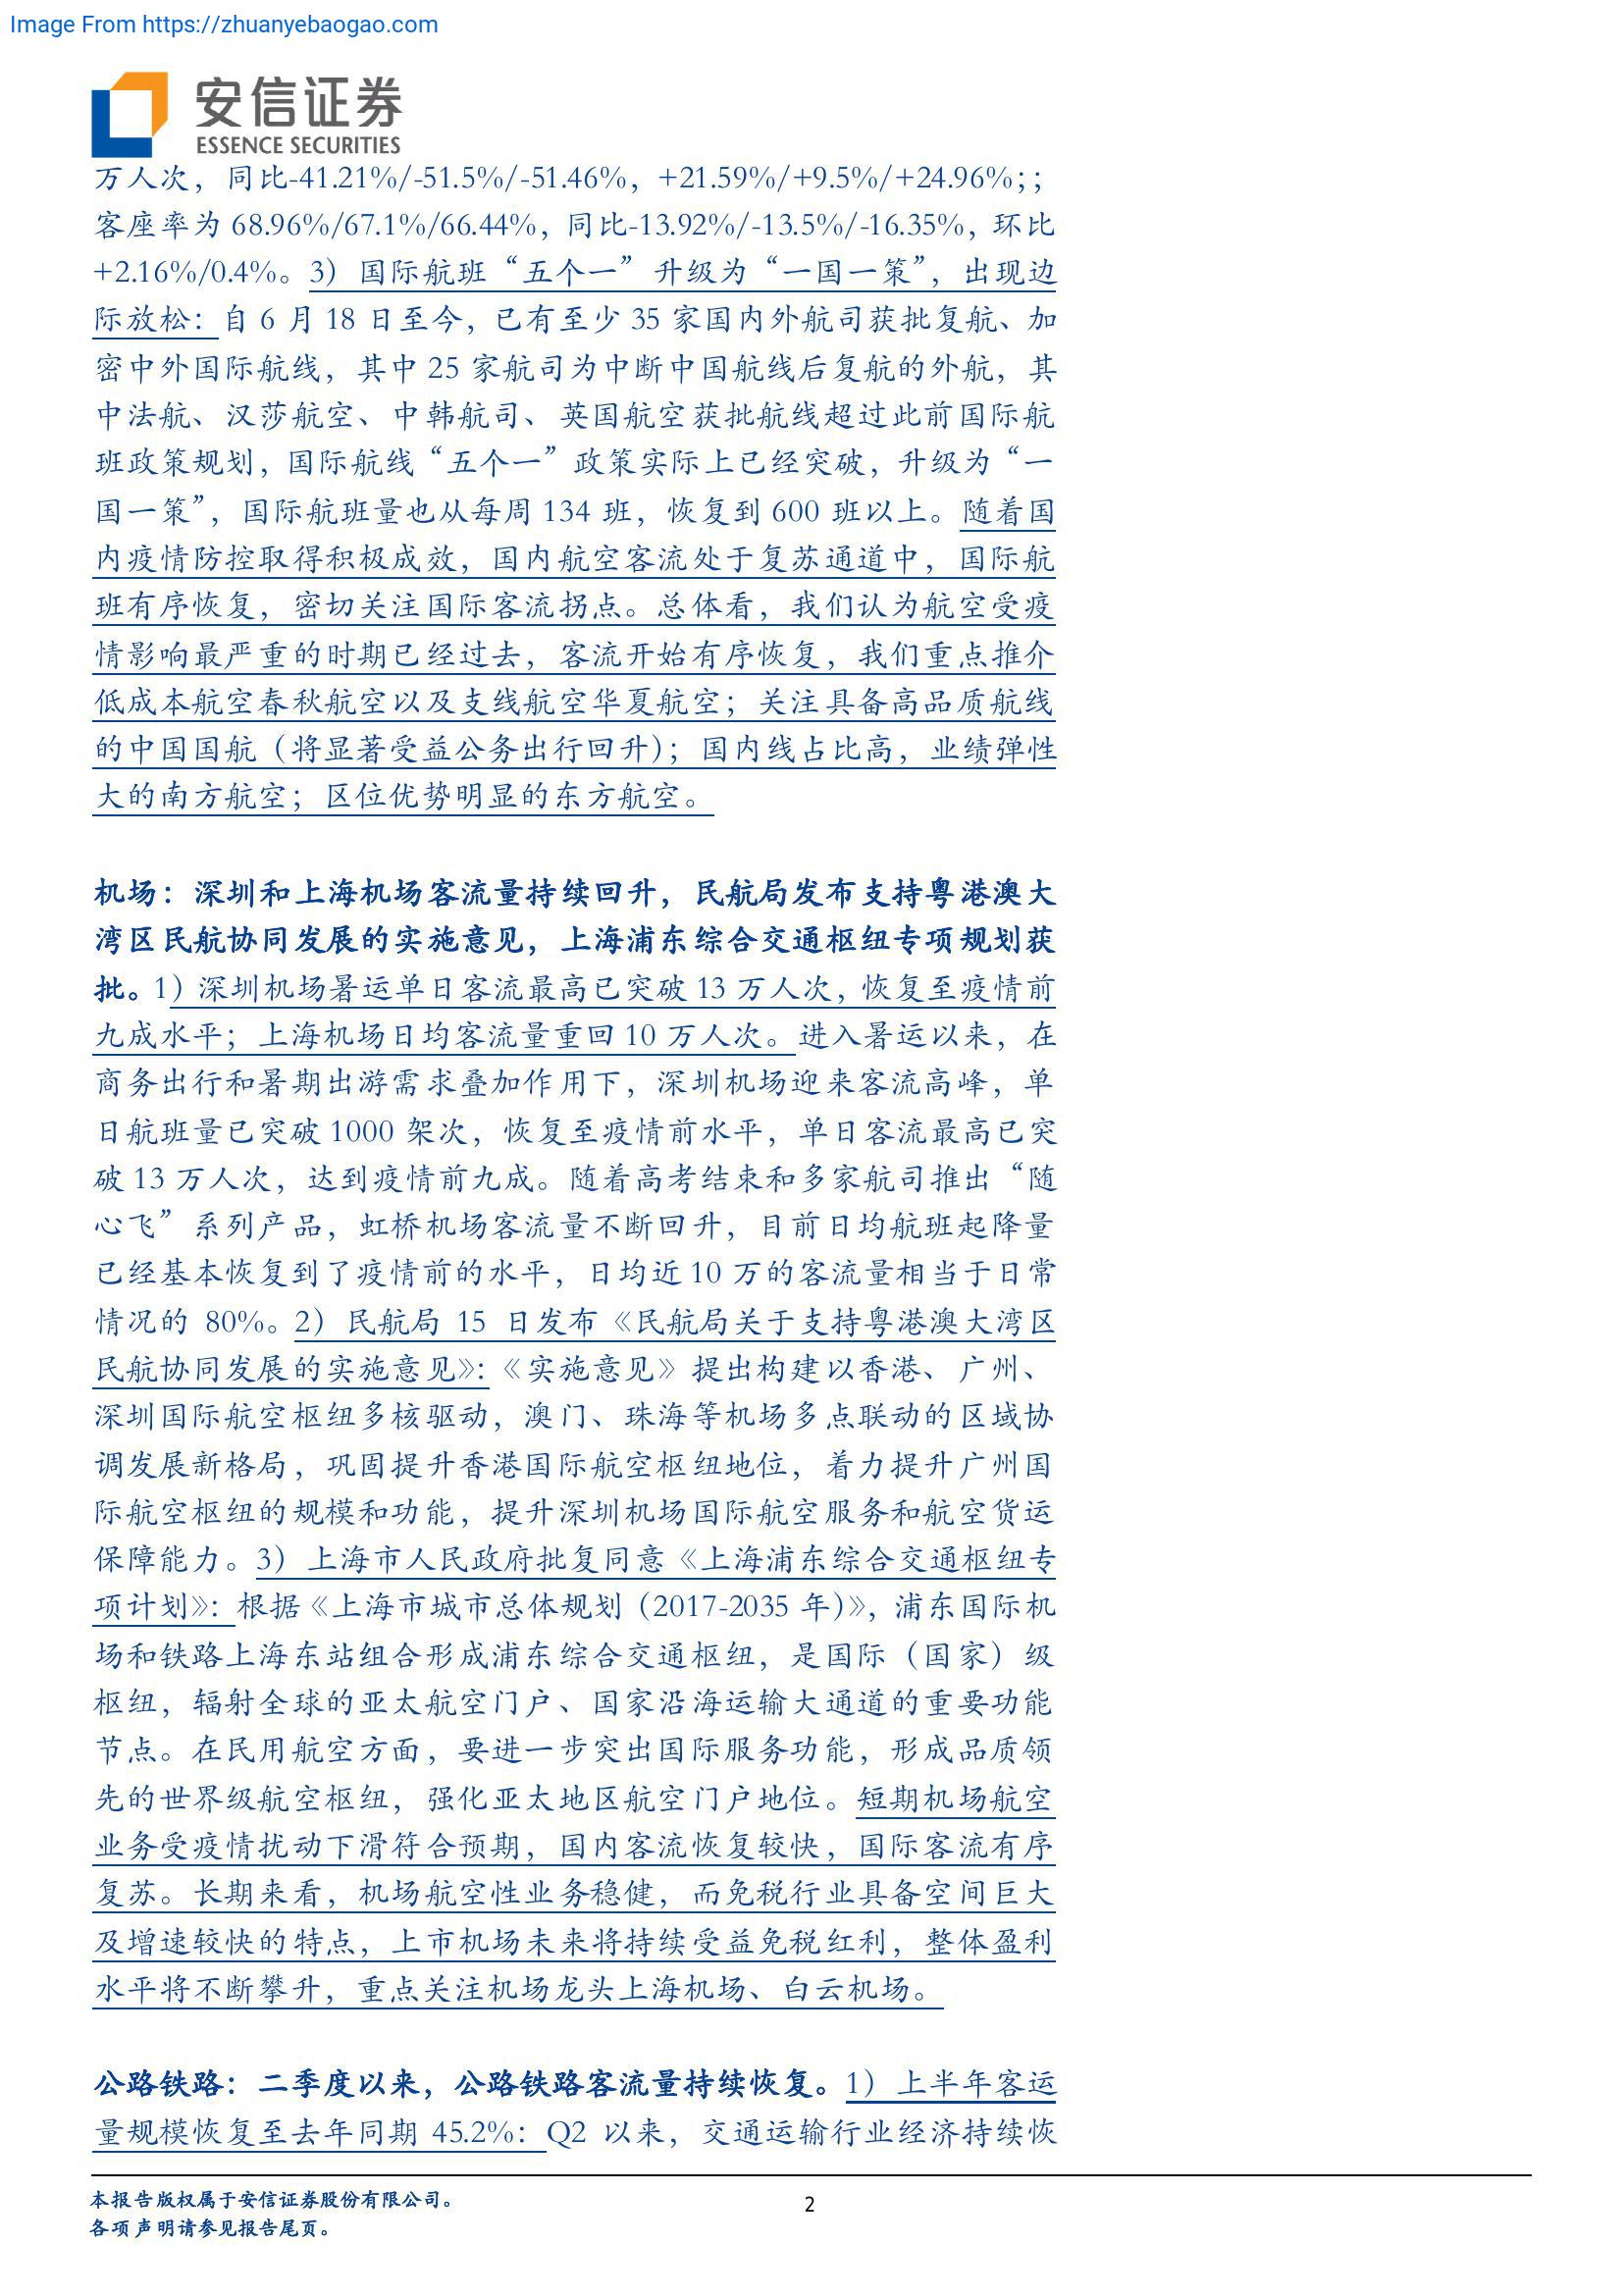 Image From https://zhuanyebaogao.com
安信证券
ESSENCE SECURITIES
万人次，同比-41.21%/-51.5%/-51.46%，+21.59%/+9.5%/+24.96%；；
客座率为 68.96%/67.1%/66.44%，同比-13.92%/-13.5%/-16.35%，环比
+2.16%/0.4%。3）国际航班“五个一”升级为“一国一策”，出现边
际放松：自 6 月 18 日至今，已有至少 35 家国内外航司获批复航、加
密中外国际航线，其中 25 家航司为中断中国航线后复航的外航，其
中法航、汉莎航空、中韩航司、英国航空获批航线超过此前国际航
班政策规划，国际航线“五个一”政策实际上已经突破，升级为“一
国一策”，国际航班量也从每周 134 班，恢复到 600 班以上。随着国
内疫情防控取得积极成效，国内航空客流处于复苏通道中，国际航
班有序恢复，密切关注国际客流拐点。总体看，我们认为航空受疫
情影响最严重的时期已经过去，客流开始有序恢复，我们重点推介
低成本航空春秋航空以及支线航空华夏航空；关注具备高品质航线
的中国国航（将显著受益公务出行回升）；国内线占比高，业绩弹性
大的南方航空；区位优势明显的东方航空。
机场：深圳和上海机场客流量持续回升，民航局发布支持粤港澳大
湾区民航协同发展的实施意见，上海浦东综合交通枢纽专项规划获
批。1）深圳机场暑运单日客流最高已突破 13 万人次，恢复至疫情前
九成水平；上海机场日均客流量重回 10 万人次。进入暑运以来，在
商务出行和暑期出游需求叠加作用下，深圳机场迎来客流高峰，单
日航班量已突破 1000 架次，恢复至疫情前水平，单日客流最高已突
破 13 万人次，达到疫情前九成。随着高考结束和多家航司推出“随
心飞”系列产品，虹桥机场客流量不断回升，目前日均航班起降量
已经基本恢复到了疫情前的水平，日均近 10 万的客流量相当于日常
情况的 80%。2）民航局 15 日发布《民航局关于支持粤港澳大湾区
民航协同发展的实施意见》：《实施意见》提出构建以香港、广州、
深圳国际航空枢纽多核驱动，澳门、珠海等机场多点联动的区域协
调发展新格局，巩固提升香港国际航空枢纽地位，着力提升广州国
际航空枢纽的规模和功能，提升深圳机场国际航空服务和航空货运
保障能力。3）上海市人民政府批复同意《上海浦东综合交通枢纽专
项计划》：根据《上海市城市总体规划（2017-2035 年）》，浦东国际机
场和铁路上海东站组合形成浦东综合交通枢纽，是国际（国家）级
枢纽，辐射全球的亚太航空门户、国家沿海运输大通道的重要功能
节点。在民用航空方面，要进一步突出国际服务功能，形成品质领
先的世界级航空枢纽，强化亚太地区航空门户地位。短期机场航空
业务受疫情扰动下滑符合预期，国内客流恢复较快，国际客流有序
复苏。长期来看，机场航空性业务稳健，而免税行业具备空间巨大
及增速较快的特点，上市机场未来将持续受益免税红利，整体盈利
水平将不断攀升，重点关注机场龙头上海机场、白云机场。
公路铁路：二季度以来，公路铁路客流量持续恢复。1）上半年客运
量规模恢复至去年同期 45.2%：Q2 以来，交通运输行业经济持续恢
本报告版权属于安信证券股份有限公司。
2
各项声明请参见报告尾页。